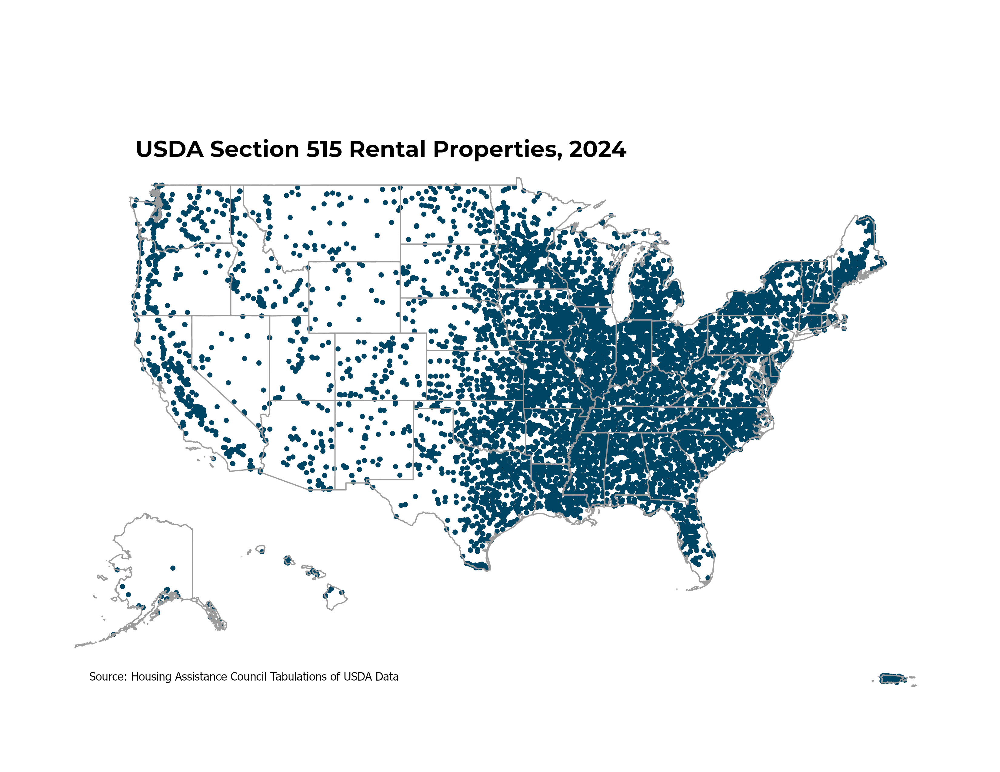 USDA Section 515 Rental Properties, 2024
Source: Housing Assistance Council Tabulations of USDA Data